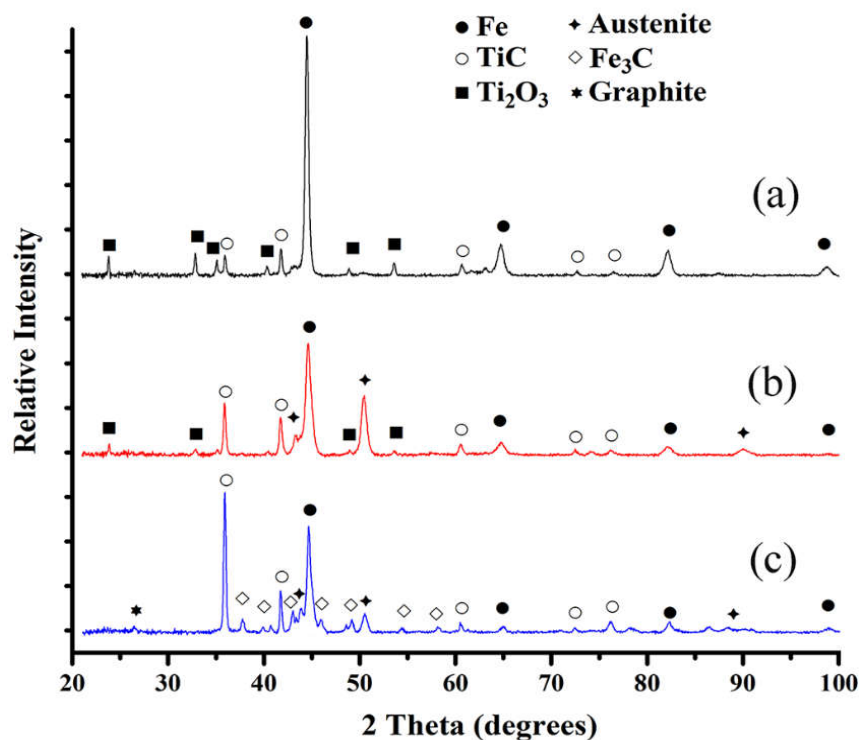 Fe
TiC
Ti₂O₃
Austenite
Fe₃C
Graphite
(a)
(b)
(c)
Relative Intensity
20 30 40 50 60 70 80 90 100
2 Theta (degrees)